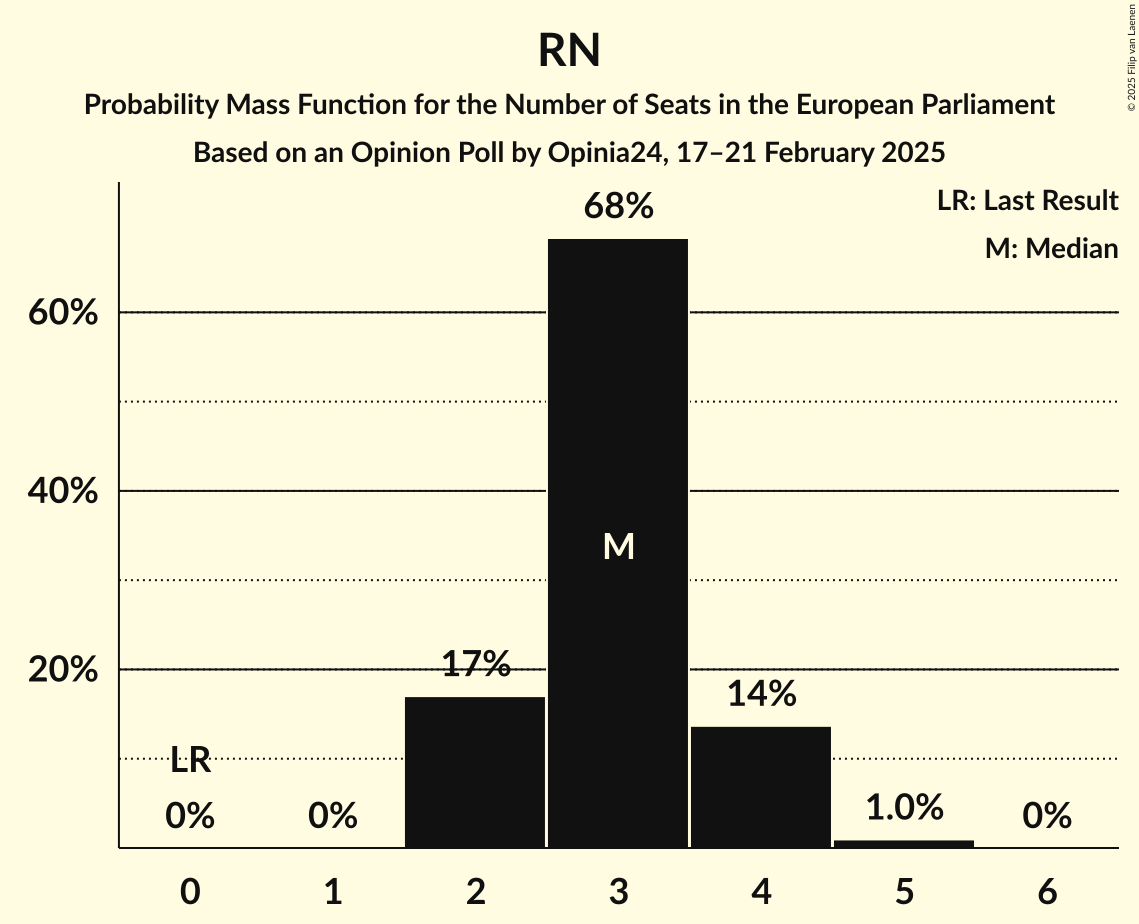 RN
Probability Mass Function for the Number of Seats in the European Parliament
Based on an Opinion Poll by Opinia24, 17–21 February 2025
© 2025 Filip van Laenen
LR: Last Result
M: Median
68%
60%
40%
M
20%
17%
14%
LR
0%
0%
1.0%
0%
0
1
2
3
4
5
6